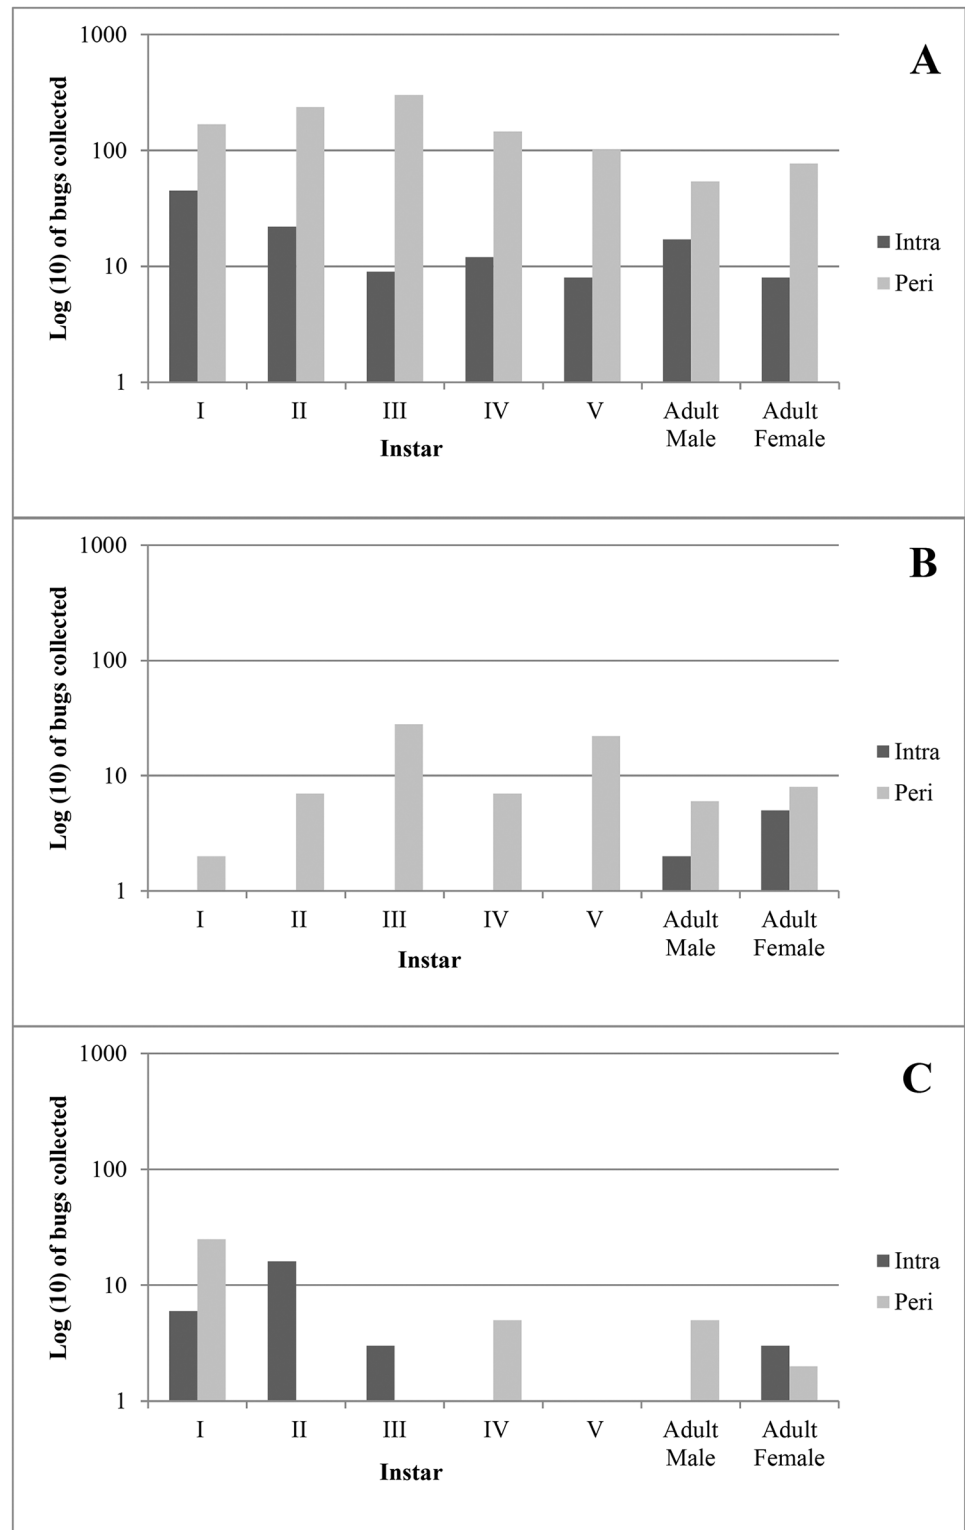 A
Log (10) of bugs collected
1000
100
10
1
I II III IV V Adult Male Adult Female
Instar
Intra
Peri
B
Log (10) of bugs collected
1000
100
10
1
I II III IV V Adult Male Adult Female
Instar
Intra
Peri
C
Log (10) of bugs collected
1000
100
10
1
I II III IV V Adult Male Adult Female
Instar
Intra
Peri